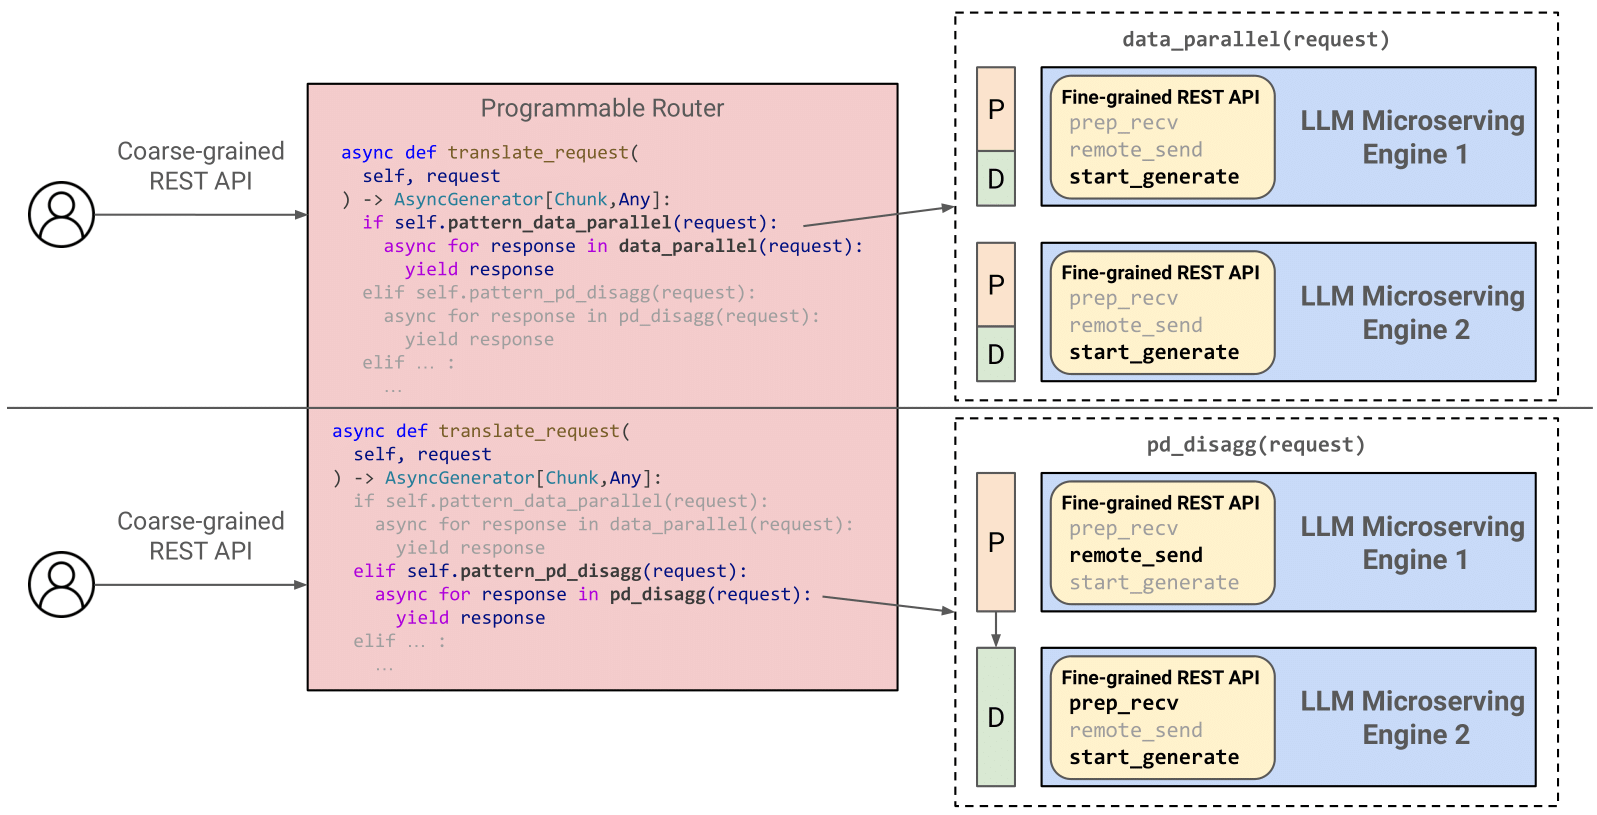 data_parallel(request)
Programmable Router
Coarse-grained
REST API
async def translate_request(
self, request
) -> AsyncGenerator[Chunk,Any]:
if self.pattern_data_parallel(request):
async for response in data_parallel(request):
yield response
elif self.pattern_pd_disagg(request):
async for response in pd_disagg(request):
yield response
elif … :
…
P
D
Fine-grained REST API
prep_recv
remote_send
start_generate
LLM Microserving
Engine 1
P
D
Fine-grained REST API
prep_recv
remote_send
start_generate
LLM Microserving
Engine 2
Coarse-grained
REST API
async def translate_request(
self, request
) -> AsyncGenerator[Chunk,Any]:
if self.pattern_data_parallel(request):
async for response in data_parallel(request):
yield response
elif self.pattern_pd_disagg(request):
async for response in pd_disagg(request):
yield response
elif … :
…
pd_disagg(request)
P
Fine-grained REST API
prep_recv
remote_send
start_generate
LLM Microserving
Engine 1
D
Fine-grained REST API
prep_recv
remote_send
start_generate
LLM Microserving
Engine 2